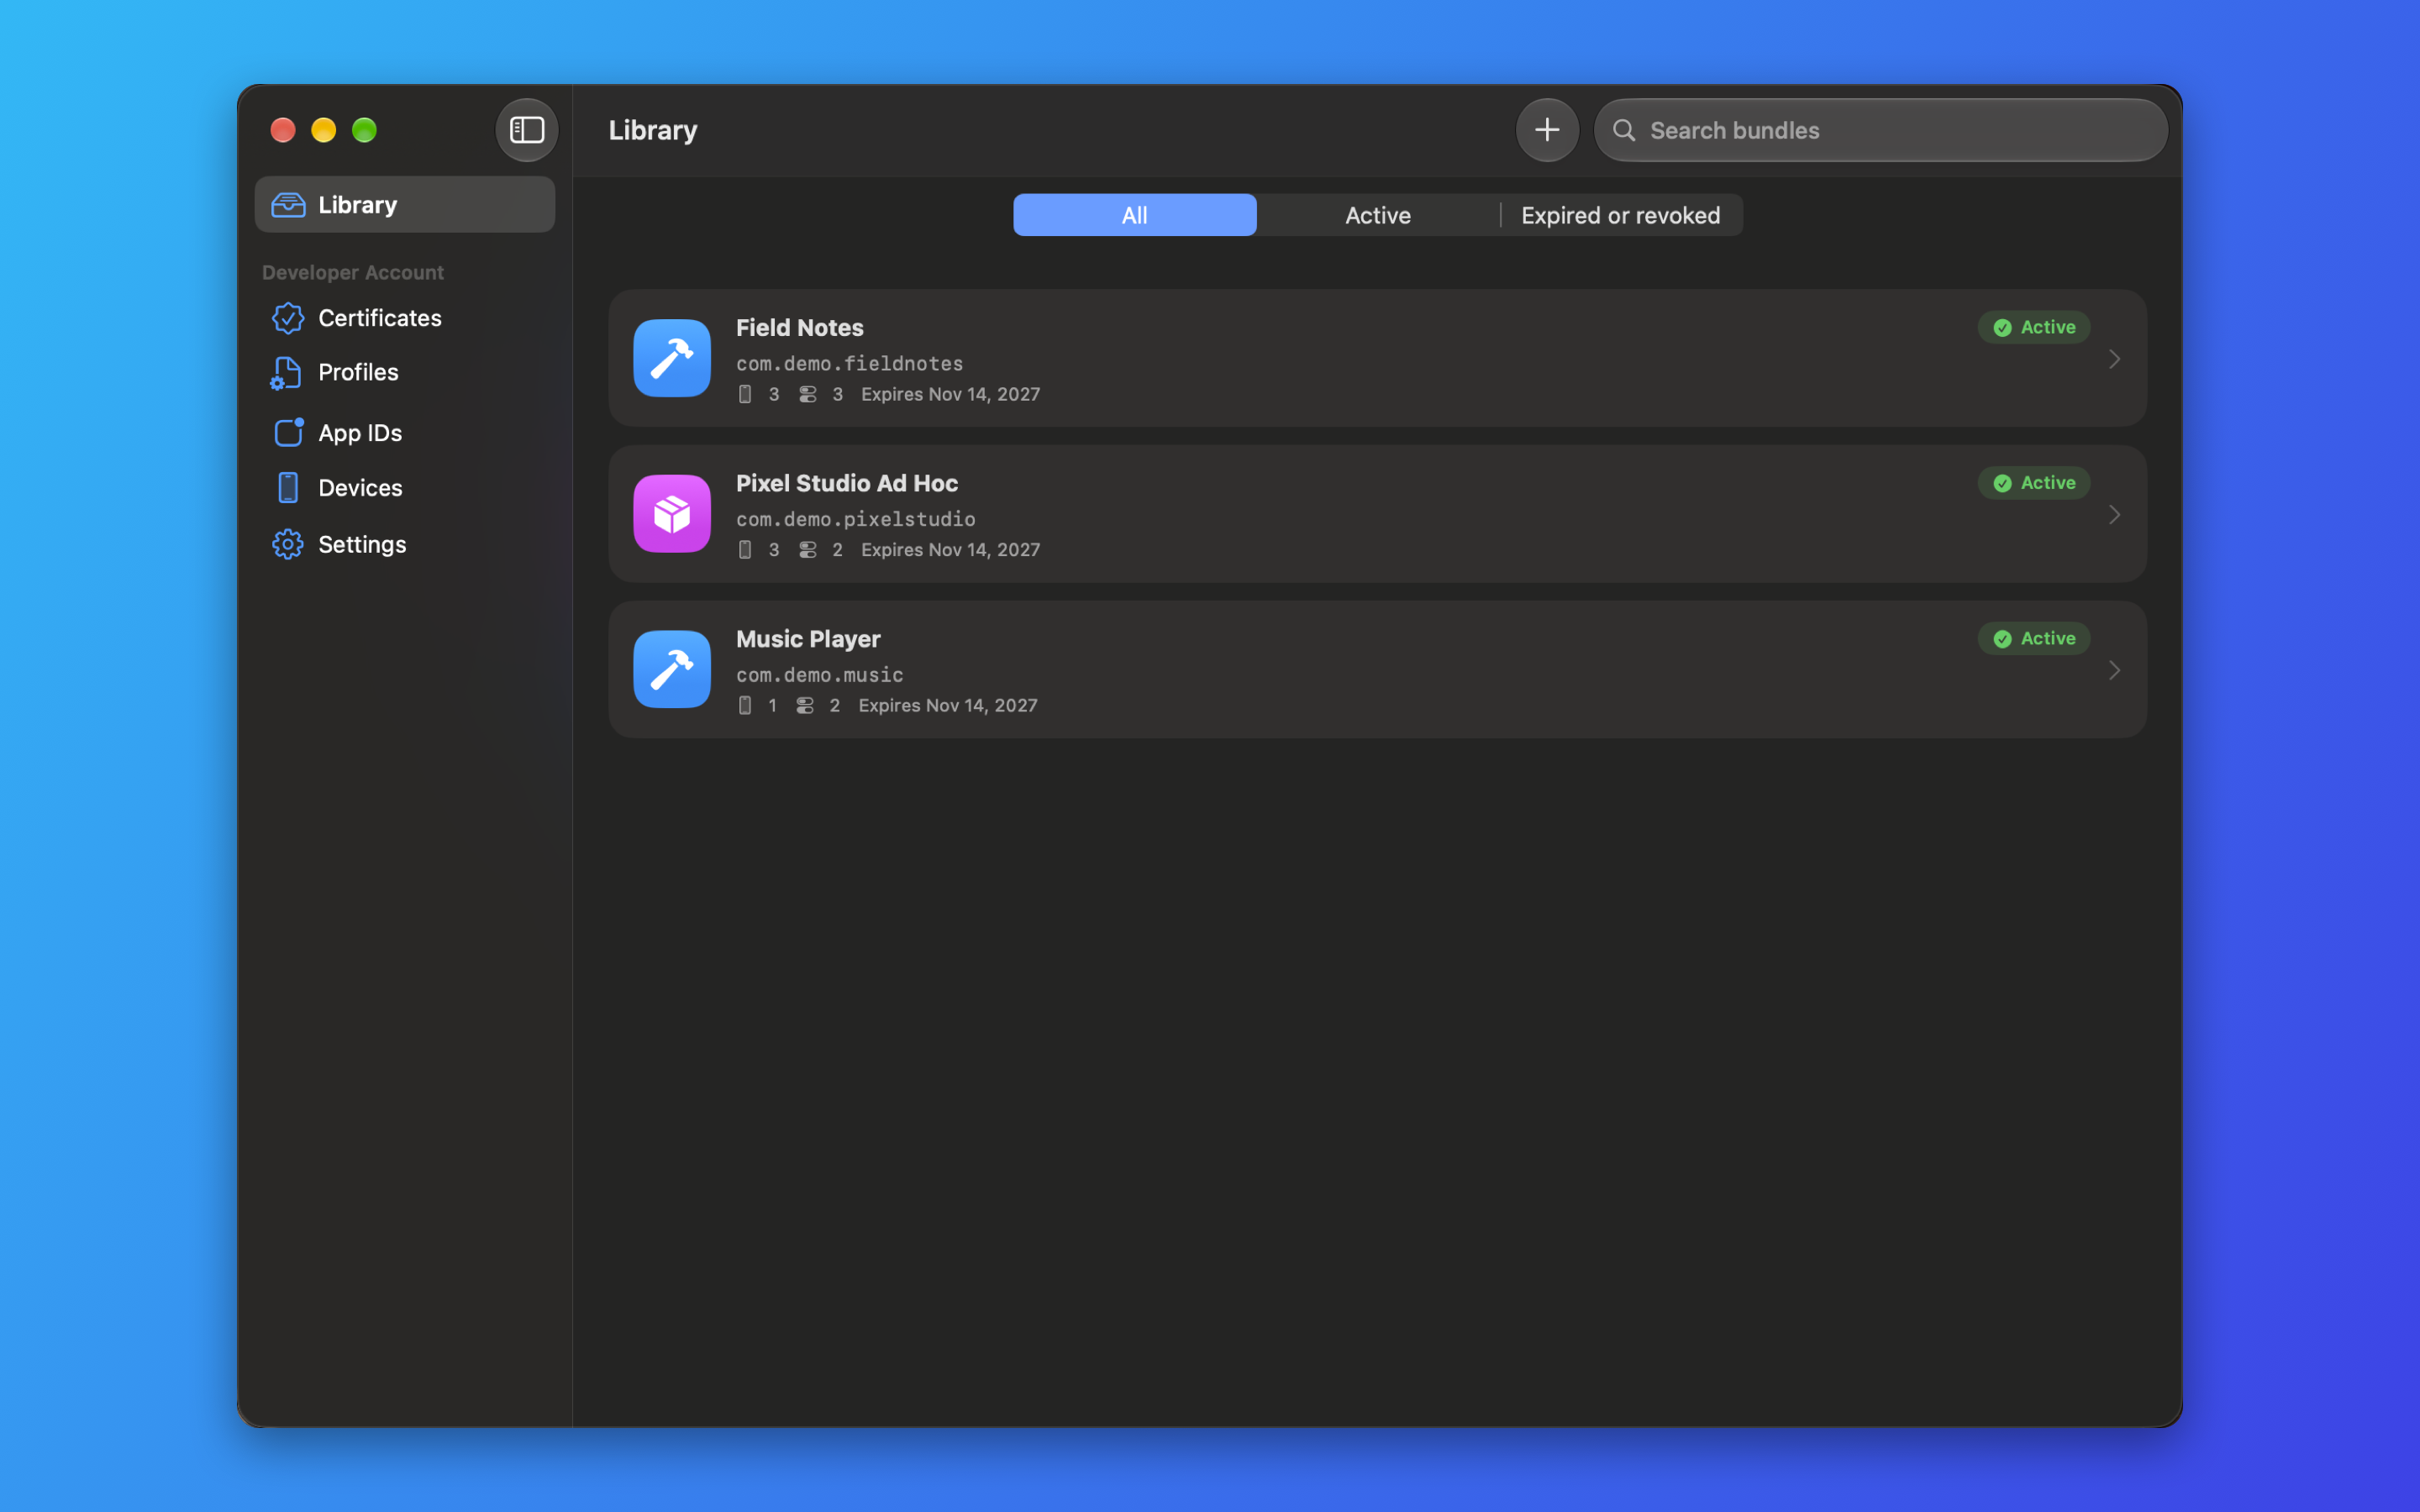 Library
Search bundles
Library
Developer Account
Certificates
Profiles
App IDs
Devices
Settings
All
Active
Expired or revoked
Field Notes
Active
com.demo.fieldnotes
3 3 Expires Nov 14, 2027
Pixel Studio Ad Hoc
Active
com.demo.pixelstudio
3 2 Expires Nov 14, 2027
Music Player
Active
com.demo.music
1 2 Expires Nov 14, 2027